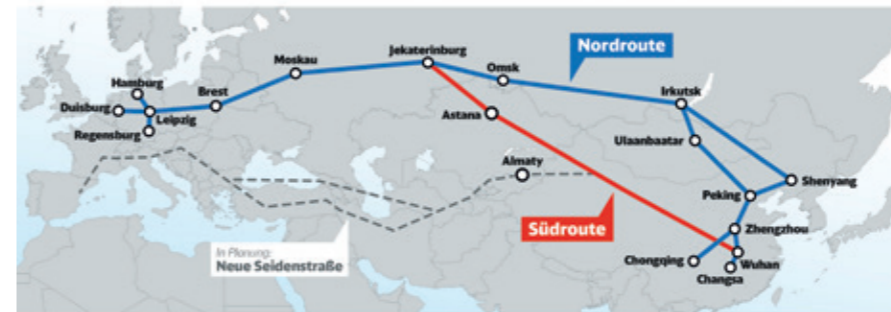 Jekaterinburg
Moskau
Omsk
Nordroute
Hamburg
Brest
Irkutsk
Duisburg
Leipzig
Astana
Regensburg
Ulaanbaatar
Almaty
Shenyang
Peking
Südroute
Zhengzhou
In Planung:
Neue Seidenstraße
Chongqing
Wuhan
Changsa